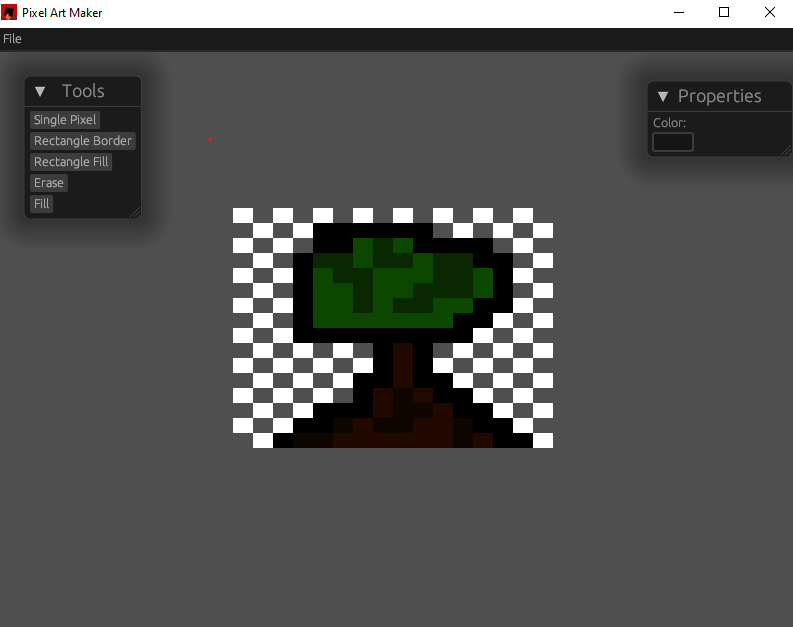 Pixel Art Maker
File
Tools
Single Pixel
Rectangle Border
Rectangle Fill
Erase
Fill
Properties
Color: